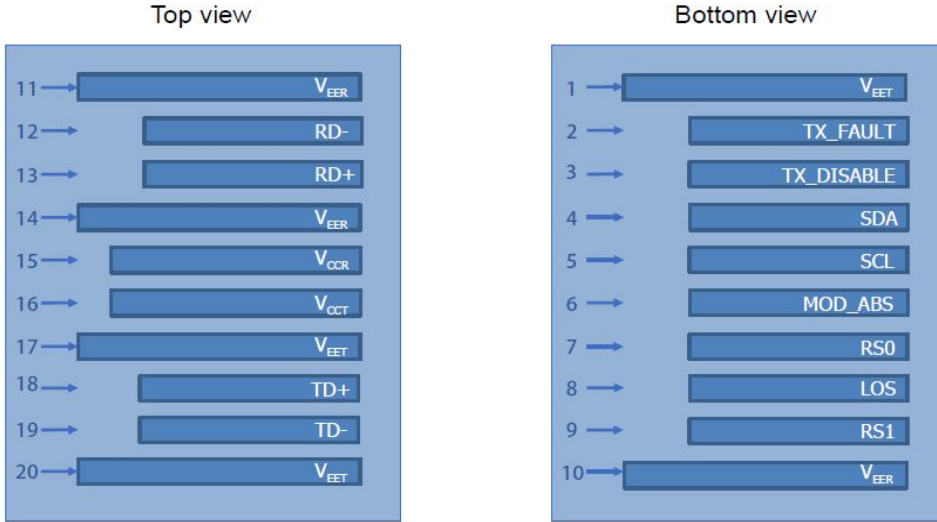 Top view
Bottom view
11 VEER
12 RD-
13 RD+
14 VEER
15 VCCR
16 VCCT
17 VEET
18 TD+
19 TD-
20 VEET
1 VEET
2 TX_FAULT
3 TX_DISABLE
4 SDA
5 SCL
6 MOD_ABS
7 RS0
8 LOS
9 RS1
10 VEER